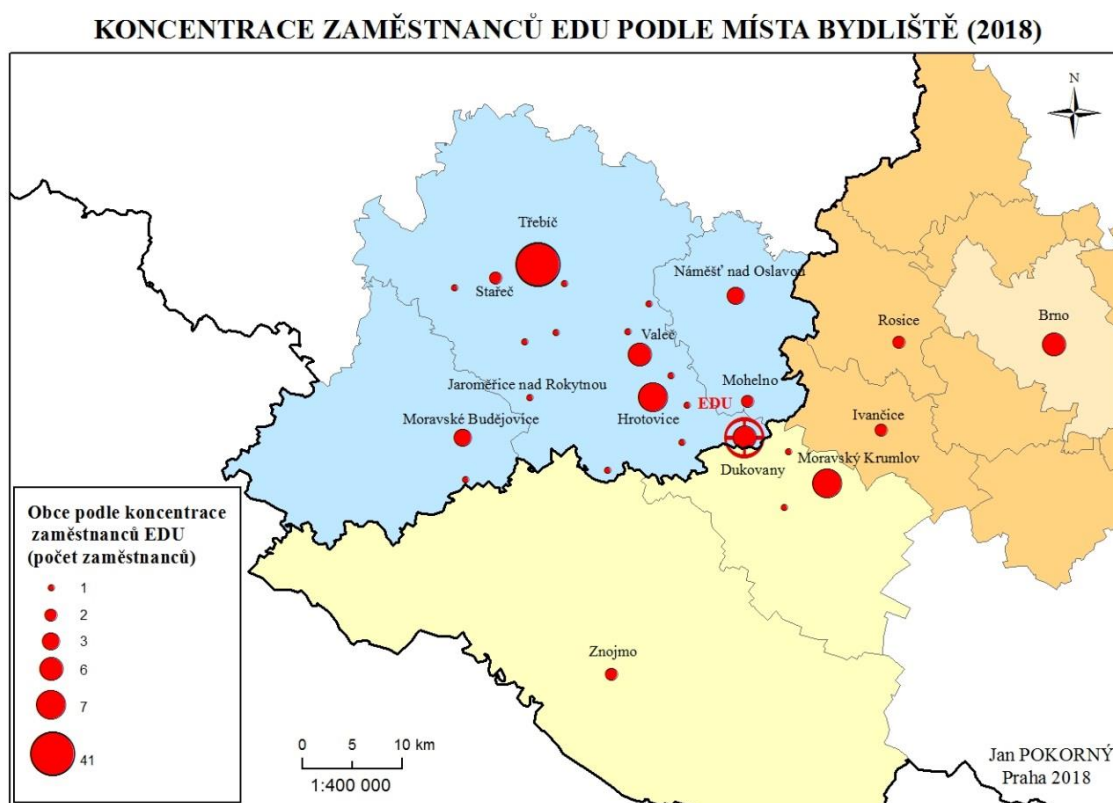 KONCENTRACE ZAMĚSTNANCŮ EDU PODLE MÍSTA BYDLIŠTĚ (2018)
N
Třebíč
Náměšť nad Oslavou
Stařeč
Rosice
Brno
Valeč
Jaroměřice nad Rokytnou
Mohelno
EDU
Moravské Budějovice
Hrotovice
Ivančice
Dukovany
Moravský Krumlov
Znojmo
Obce podle koncentrace
zaměstnanců EDU
(počet zaměstnanců)
1
2
3
6
7
41
0 5 10 km
1:400 000
Jan POKORNÝ
Praha 2018